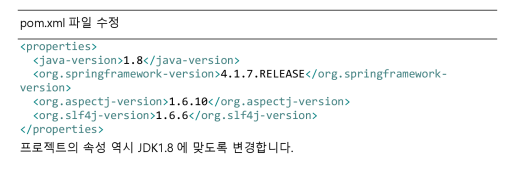 pom.xml 파일 수정
<properties>
<java-version>1.8</java-version>
<org.springframework-version>4.1.7.RELEASE</org.springframework-
version>
<org.aspectj-version>1.6.10</org.aspectj-version>
<org.slf4j-version>1.6.6</org.slf4j-version>
</properties>
프로젝트의 속성 역시 JDK1.8 에 맞도록 변경합니다.